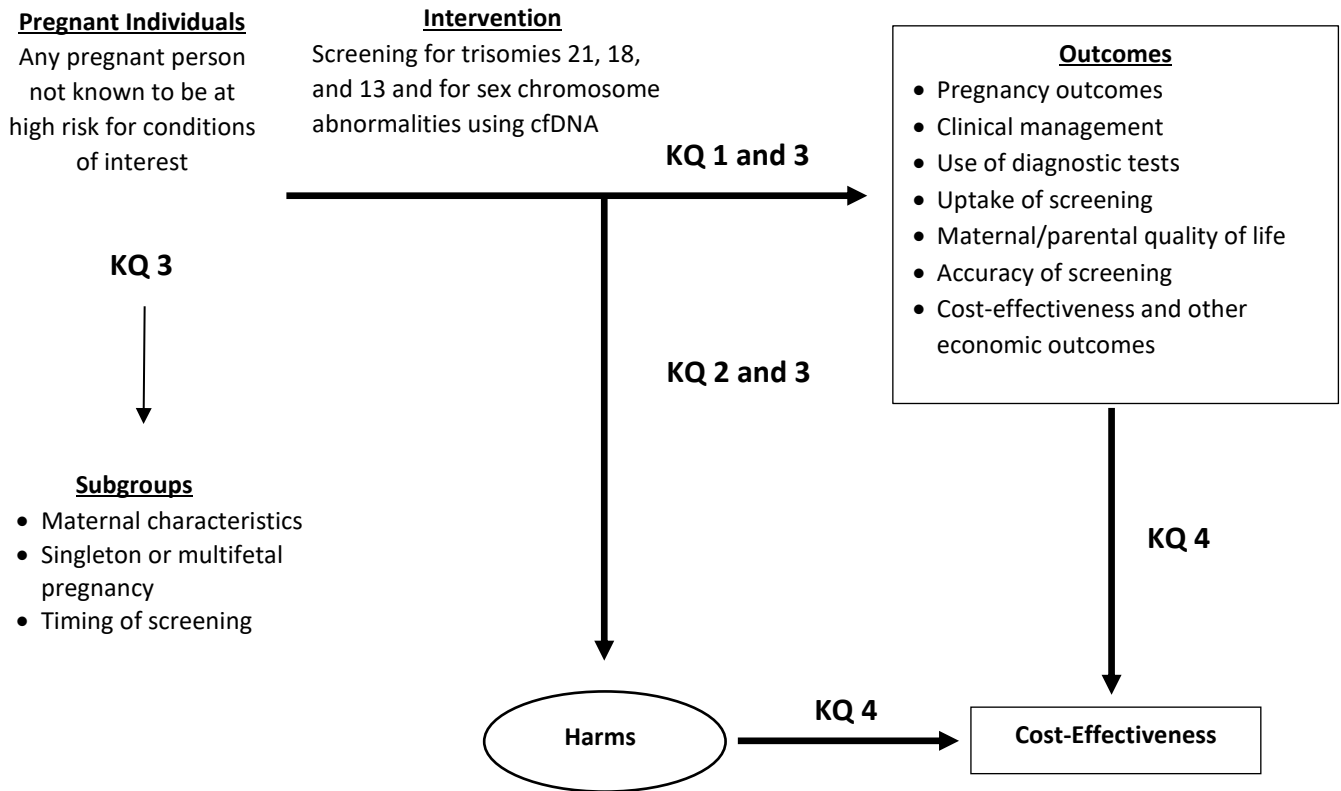 Pregnant Individuals
Any pregnant person
not known to be at
high risk for conditions
of interest
Intervention
Screening for trisomies 21, 18,
and 13 and for sex chromosome
abnormalities using cfDNA
Outcomes
• Pregnancy outcomes
• Clinical management
• Use of diagnostic tests
• Uptake of screening
• Maternal/parental quality of life
• Accuracy of screening
• Cost-effectiveness and other
economic outcomes
KQ 1 and 3
KQ 3
KQ 2 and 3
Subgroups
• Maternal characteristics
• Singleton or multifetal
pregnancy
• Timing of screening
KQ 4
Harms
KQ 4
Cost-Effectiveness